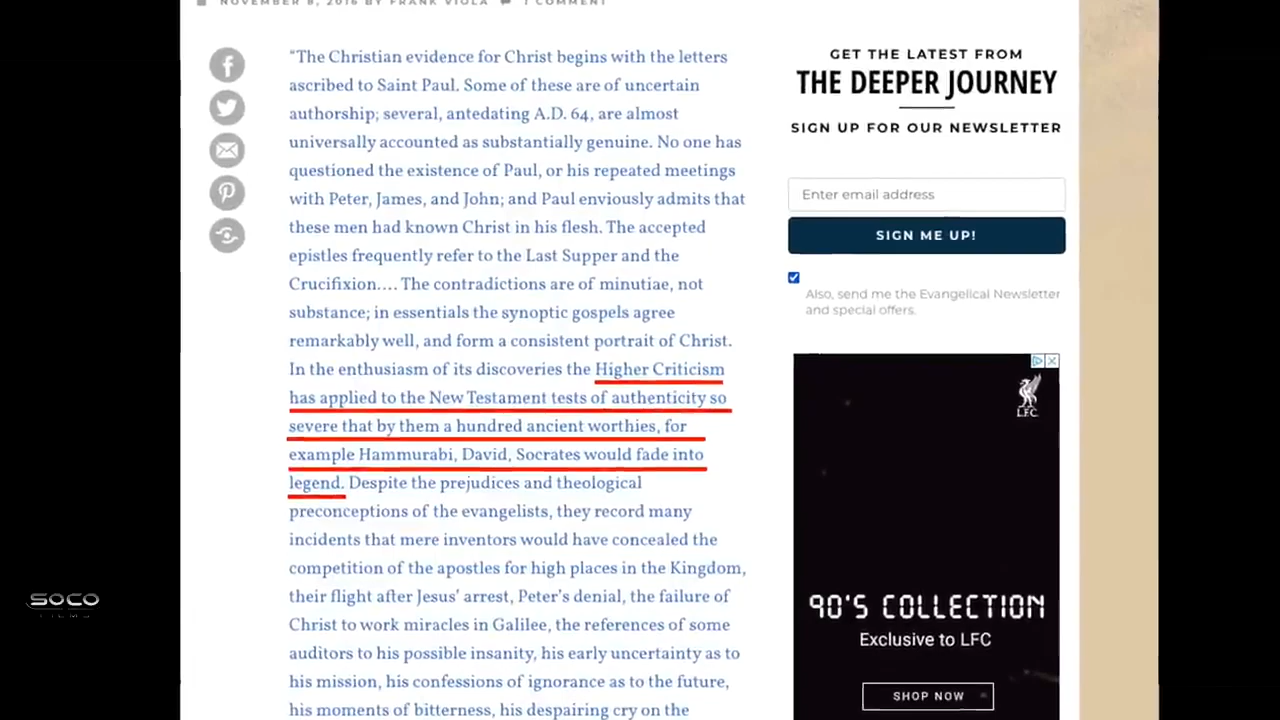 NOVEMBER 8, 2016 BY FRANK VIOLA 1 COMMENT
“The Christian evidence for Christ begins with the letters
ascribed to Saint Paul. Some of these are of uncertain
authorship; several, antedating A.D. 64, are almost
universally accounted as substantially genuine. No one has
questioned the existence of Paul, or his repeated meetings
with Peter, James, and John; and Paul enviously admits that
these men had known Christ in his flesh. The accepted
epistles frequently refer to the Last Supper and the
Crucifixion…. The contradictions are of minutiae, not
substance; in essentials the synoptic gospels agree
remarkably well, and form a consistent portrait of Christ.
In the enthusiasm of its discoveries the Higher Criticism
has applied to the New Testament tests of authenticity so
severe that by them a hundred ancient worthies, for
example Hammurabi, David, Socrates would fade into
legend. Despite the prejudices and theological
preconceptions of the evangelists, they record many
incidents that mere inventors would have concealed the
competition of the apostles for high places in the Kingdom,
their flight after Jesus’ arrest, Peter’s denial, the failure of
Christ to work miracles in Galilee, the references of some
auditors to his possible insanity, his early uncertainty as to
his mission, his confessions of ignorance as to the future,
his moments of bitterness, his despairing cry on the
GET THE LATEST FROM
THE DEEPER JOURNEY
SIGN UP FOR OUR NEWSLETTER
Enter email address
SIGN ME UP!
Also, send me the Evangelical Newsletter
and special offers.
L.F.C.
90'S COLLECTION
Exclusive to LFC
SHOP NOW
SOCO
FILMS